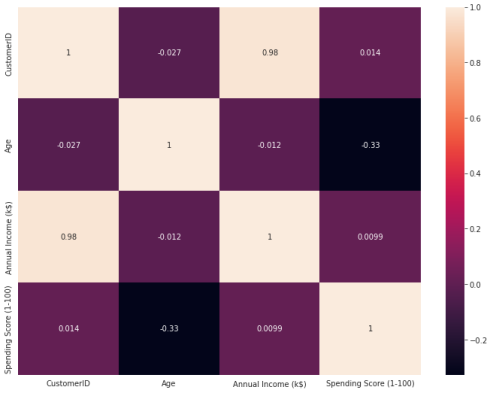 CustomerID
1
-0.027
0.98
0.014
Age
-0.027
1
-0.012
-0.33
Annual Income (k$)
0.98
-0.012
1
0.0099
Spending Score (1-100)
0.014
-0.33
0.0099
1
CustomerID
Age
Annual Income (k$)
Spending Score (1-100)
1.0
0.8
0.6
0.4
0.2
0.0
-0.2